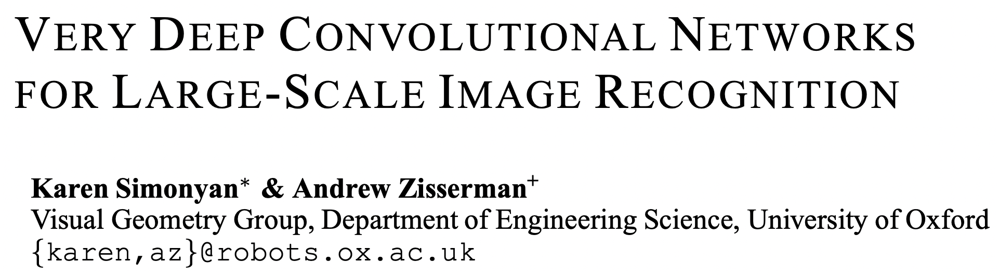 VERY DEEP CONVOLUTIONAL NETWORKS
FOR LARGE-SCALE IMAGE RECOGNITION
Karen Simonyan* & Andrew Zisserman+
Visual Geometry Group, Department of Engineering Science, University of Oxford
{karen,az}@robots.ox.ac.uk